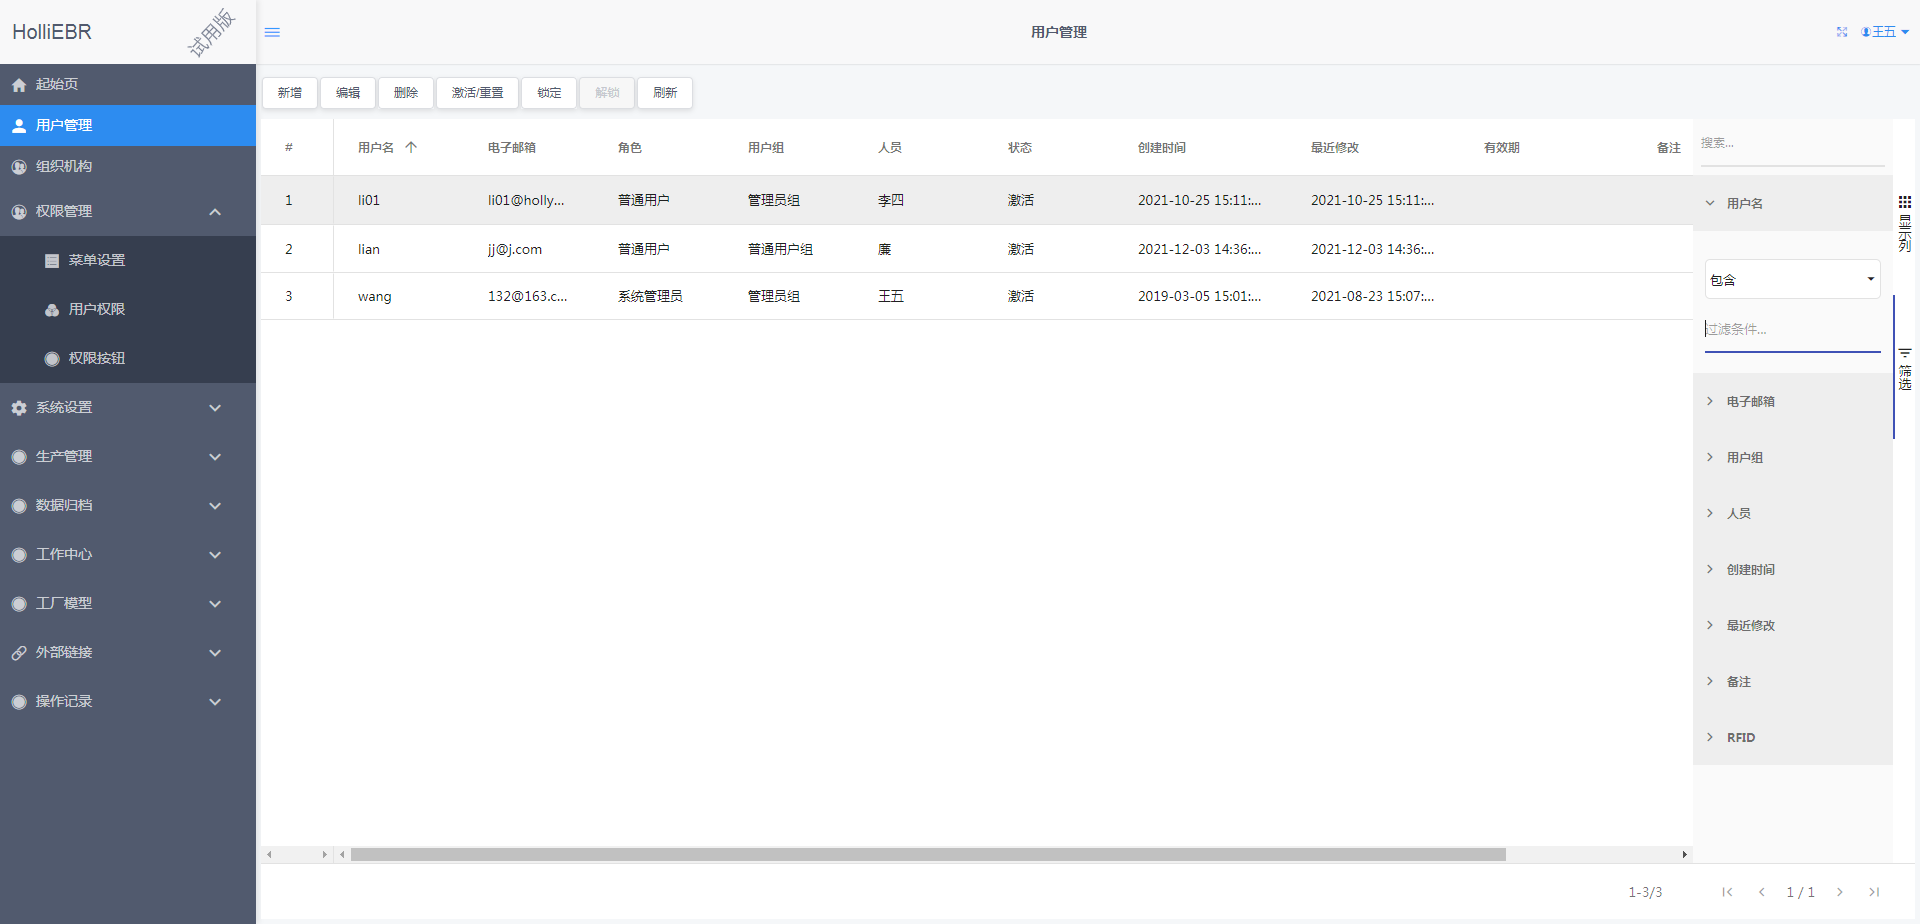 HolliEBR
试用版
用户管理
王五
起始页
用户管理
组织机构
权限管理
菜单设置
用户权限
权限按钮
系统设置
生产管理
数据归档
工作中心
工厂模型
外部链接
操作记录
新增 编辑 删除 激活/重置 锁定 解锁 刷新
# 用户名 电子邮箱 角色 用户组 人员 状态 创建时间 最近修改 有效期 备注
1 li01 li01@holly... 普通用户 管理员组 李四 激活 2021-10-25 15:11:... 2021-10-25 15:11:...
2 lian jj@j.com 普通用户 普通用户组 廉 激活 2021-12-03 14:36:... 2021-12-03 14:36:...
3 wang 132@163.c... 系统管理员 管理员组 王五 激活 2019-03-05 15:01:... 2021-08-23 15:07:...
搜索...
用户名
包含
过滤条件...
电子邮箱
用户组
人员
创建时间
最近修改
备注
RFID
显示列
筛选
1-3/3
1 / 1